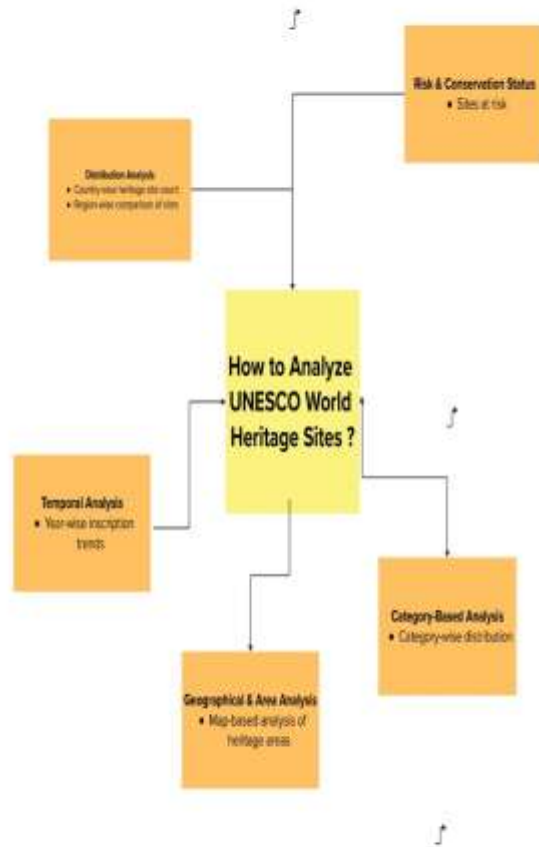 Risk & Conservation Status
♦ Sites at risk
Distribution Analysis
♦ Country-wise heritage site count
♦ Region-wise comparison of sites
How to Analyze
UNESCO World
Heritage Sites ?
Temporal Analysis
♦ Year-wise inscription
trends
Category-Based Analysis
♦ Category-wise distribution
Geographical & Area Analysis
♦ Map-based analysis of
heritage areas